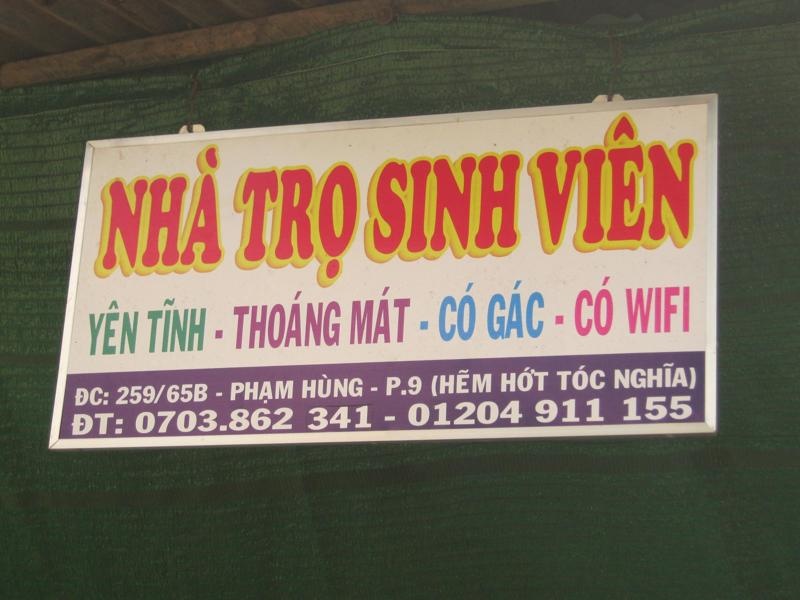 NHÀ TRỌ SINH VIÊN
YÊN TĨNH - THOÁNG MÁT - CÓ GÁC - CÓ WIFI
ĐC: 259/65B - PHẠM HÙNG - P.9 (HẼM HỚT TÓC NGHĨA)
ĐT: 0703.862 341 - 01204 911 155